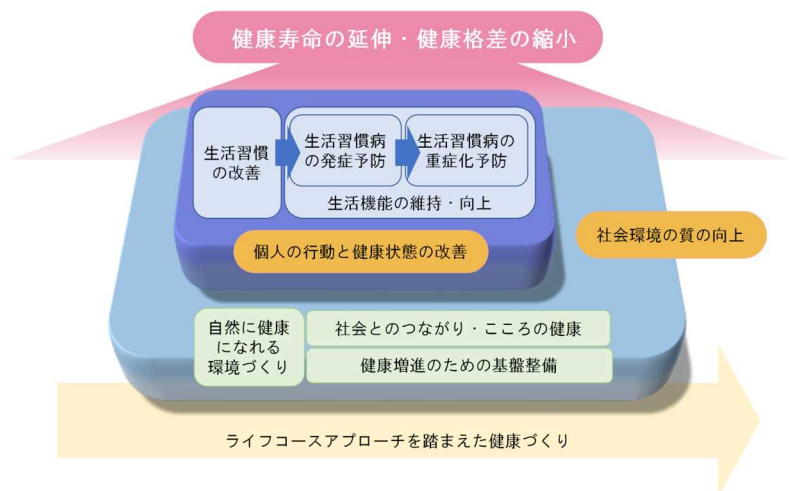 健康寿命の延伸・健康格差の縮小
生活習慣
の改善
生活習慣病
の発症予防
生活習慣病の
重症化予防
生活機能の維持・向上
個人の行動と健康状態の改善
社会環境の質の向上
自然に健康
になれる
環境づくり
社会とのつながり・こころの健康
健康増進のための基盤整備
ライフコースアプローチを踏まえた健康づくり